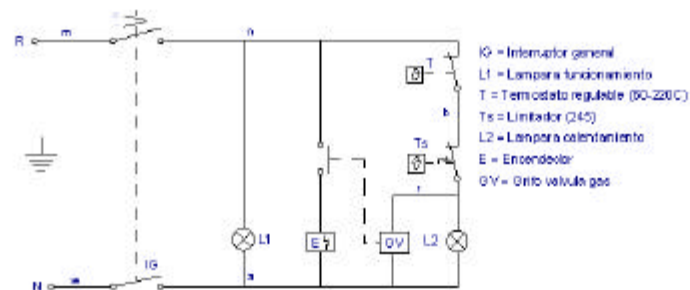 R
m
n
IG = Interruptor general
L1 = Lampara funcionamiento
T = Termostato regulable (60-220C)
Ts = Limitador (245)
L2 = Lampara calentamiento
E = Encendedor
GV = Grifo valvula gas
T
b
Ts
r
L1
E
GV
L2
IG
N
a